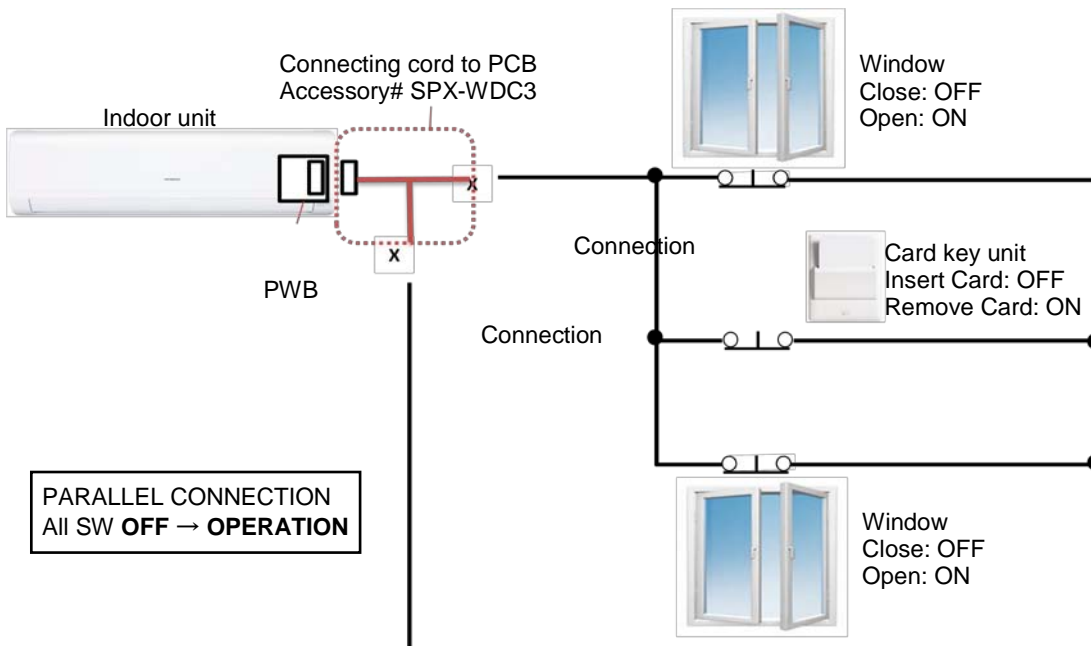 Connecting cord to PCB
Accessory# SPX-WDC3
Indoor unit
Window
Close: OFF
Open: ON
X
X
Connection
PWB
Card key unit
Insert Card: OFF
Remove Card: ON
Connection
PARALLEL CONNECTION
All SW OFF → OPERATION
Window
Close: OFF
Open: ON